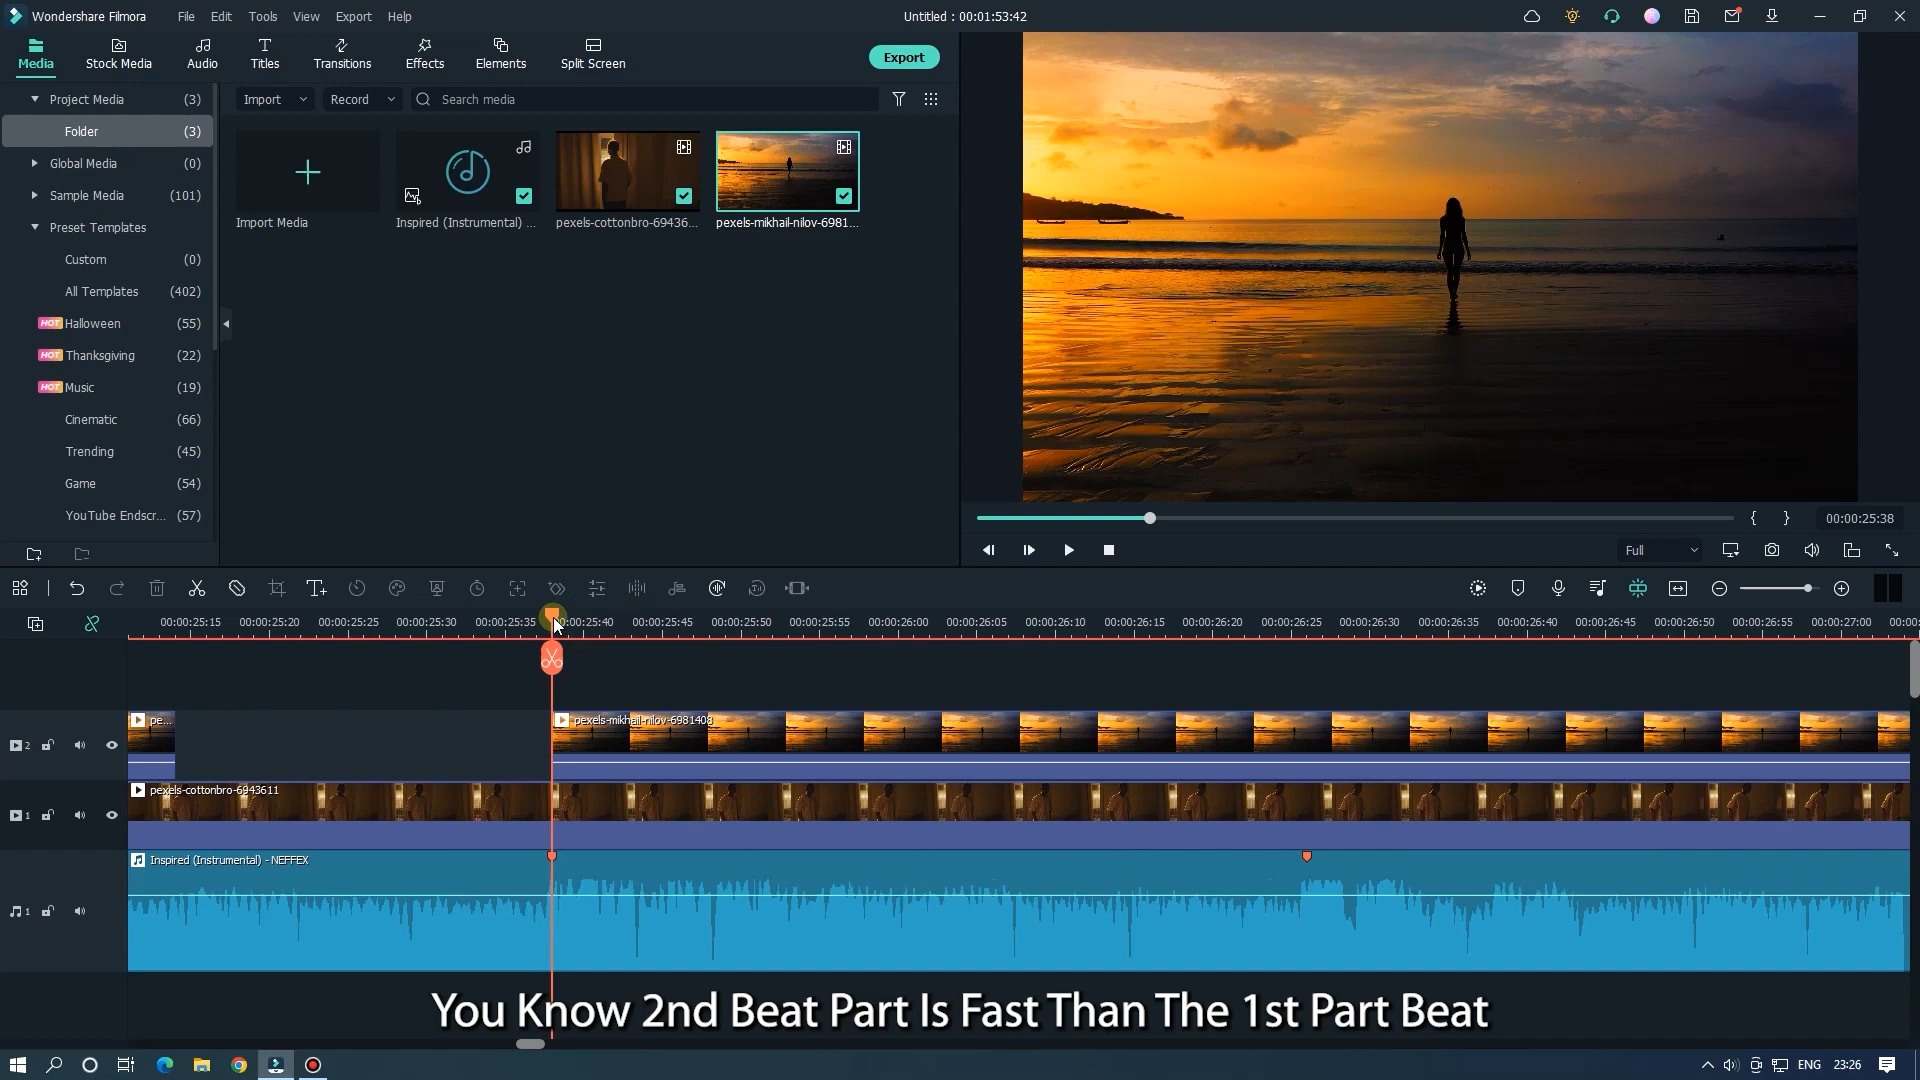 Wondershare Filmora File Edit Tools View Export Help Untitled : 00:01:53:42
Media Stock Media Audio Titles Transitions Effects Elements Split Screen Export
Project Media (3)
Folder (3)
Global Media (0)
Sample Media (101)
Preset Templates
Custom (0)
All Templates (402)
HOT Halloween (55)
HOT Thanksgiving (22)
HOT Music (19)
Cinematic (66)
Trending (45)
Game (54)
YouTube Endscr... (57)
Import Record Search media
Import Media Inspired (Instrumental) ... pexels-cottonbro-69436... pexels-mikhail-nilov-6981...
{ } 00:00:25:38
Full
00:00:25:15 00:00:25:20 00:00:25:25 00:00:25:30 00:00:25:35 00:00:25:40 00:00:25:45 00:00:25:50 00:00:25:55 00:00:26:00 00:00:26:05 00:00:26:10 00:00:26:15 00:00:26:20 00:00:26:25 00:00:26:30 00:00:26:35 00:00:26:40 00:00:26:45 00:00:26:50 00:00:26:55 00:00:27:00 00:00:
pe... pexels-mikhail-nilov-6981408
2
pexels-cottonbro-6943611
1
Inspired (Instrumental) - NEFFEX
1
You Know 2nd Beat Part Is Fast Than The 1st Part Beat
ENG 23:26